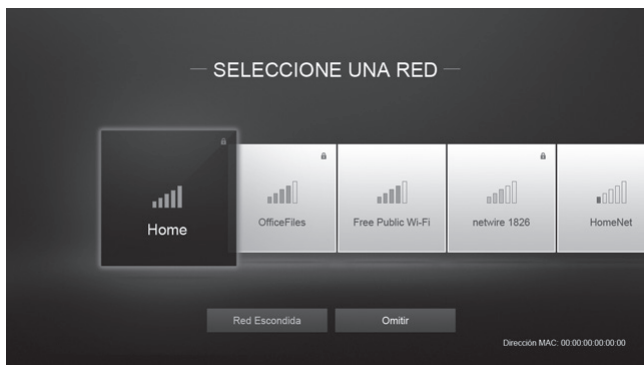 SELECCIONE UNA RED
Home
OfficeFiles
Free Public Wi-Fi
netwire 1826
HomeNet
Red Escondida
Omitir
Dirección MAC: 00:00:00:00:00:00